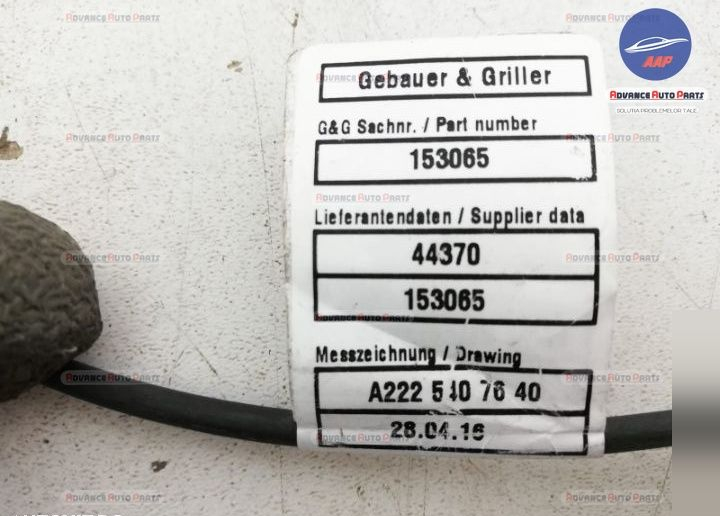 Gebauer & Griller
G&G Sachnr. / Part number
153065
Lieferantendaten / Supplier data
44370
153065
Messzeichnung / Drawing
A222 540 76 40
28.04.16
AAP
ADVANCE AUTO PARTS
SOLUTIA PROBLEMELOR TALE